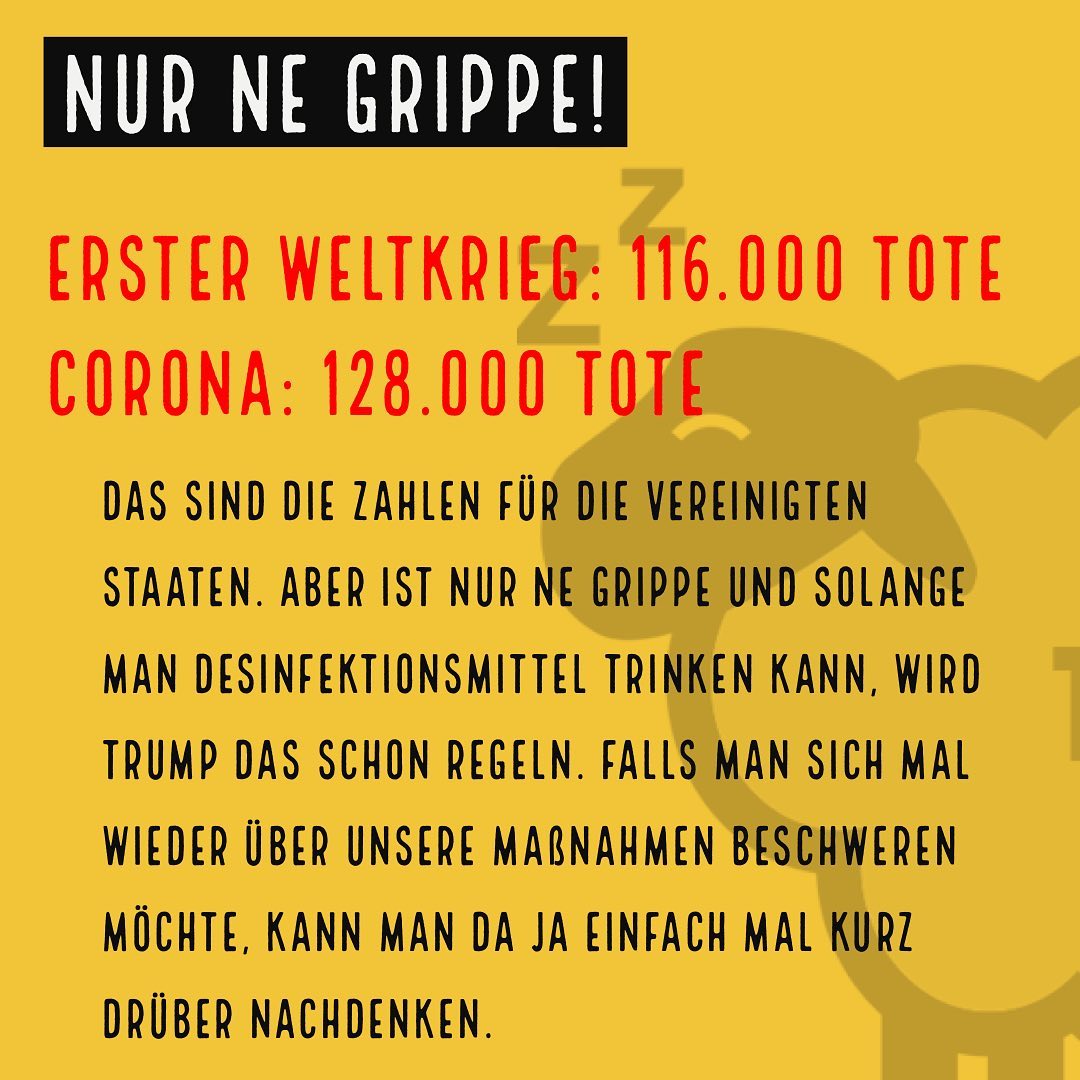 NUR NE GRIPPE!
Z
Z
ERSTER WELTKRIEG: 116.000 TOTE
CORONA: 128.000 TOTE
DAS SIND DIE ZAHLEN FÜR DIE VEREINIGTEN
STAATEN. ABER IST NUR NE GRIPPE UND SOLANGE
MAN DESINFEKTIONSMITTEL TRINKEN KANN, WIRD
TRUMP DAS SCHON REGELN. FALLS MAN SICH MAL
WIEDER ÜBER UNSERE MAßNAHMEN BESCHWEREN
MÖCHTE, KANN MAN DA JA EINFACH MAL KURZ
DRÜBER NACHDENKEN.